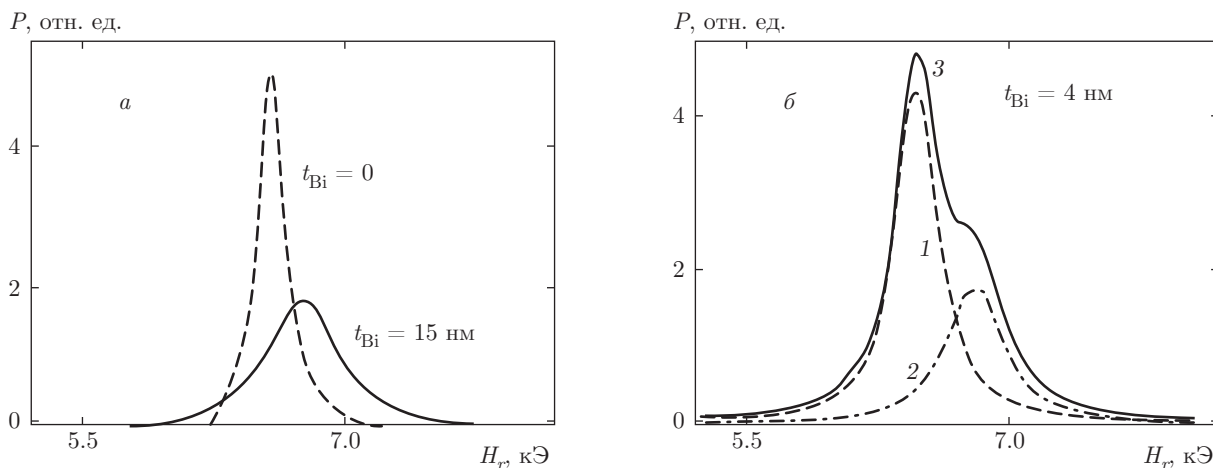 P, отн. ед.
а
4
t_Bi = 0
2
t_Bi = 15 нм
0
5.5
7.0
H_r, кЭ
P, отн. ед.
б
3
t_Bi = 4 нм
4
1
2
2
0
5.5
7.0
H_r, кЭ